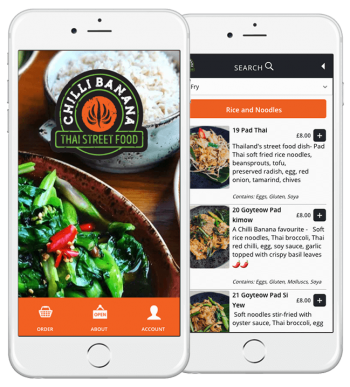 CHILLI BANANA
THAI STREET FOOD
ORDER
OPEN
ABOUT
ACCOUNT
SEARCH
Fry
Rice and Noodles
19 Pad Thai
£8.00 +
Thailand's street food dish- Pad
Thai soft fried rice noodles,
beansprouts, tofu,
preserved radish, egg, red
onion, tamarind, chives
Contains: Eggs, Gluten, Soya
20 Goyteow Pad
kimow
£8.00 +
A Chilli Banana favourite - Soft
rice noodles, Thai broccoli, Thai
red chilli, egg, soy sauce, garlic
topped with crispy basil leaves
Contains: Eggs, Gluten, Molluscs, Soya
21 Goyteow Pad Si
Yew
£8.00 +
Soft noodles stir-fried with
oyster sauce, Thai broccoli, egg